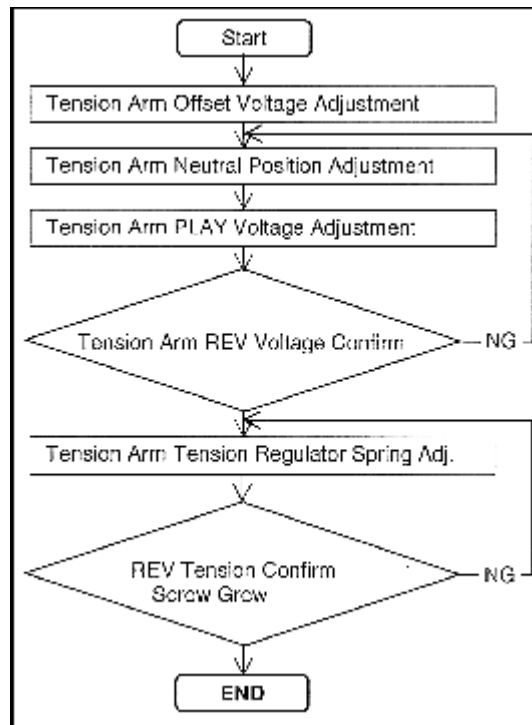 Start
Tension Arm Offset Voltage Adjustment
Tension Arm Neutral Position Adjustment
Tension Arm PLAY Voltage Adjustment
Tension Arm REV Voltage Confirm
NG
Tension Arm Tension Regulator Spring Adj.
REV Tension Confirm
Screw Grew
NG
END